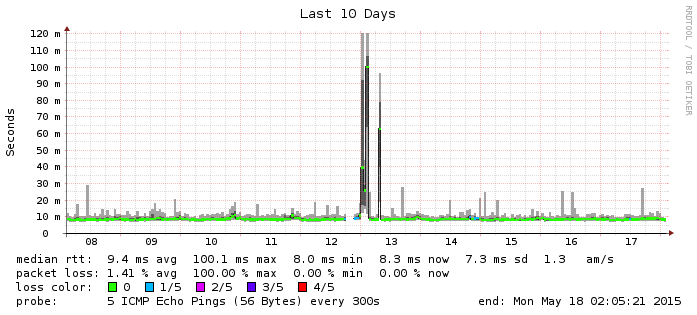 Last 10 Days
RRDTOOL / TOBI OETIKER
Seconds
120 m
110 m
100 m
90 m
80 m
70 m
60 m
50 m
40 m
30 m
20 m
10 m
0
08 09 10 11 12 13 14 15 16 17
median rtt: 9.4 ms avg 100.1 ms max 8.0 ms min 8.3 ms now 7.3 ms sd 1.3 am/s
packet loss: 1.41 % avg 100.00 % max 0.00 % min 0.00 % now
loss color: 0 1/5 2/5 3/5 4/5
probe: 5 ICMP Echo Pings (56 Bytes) every 300s end: Mon May 18 02:05:21 2015